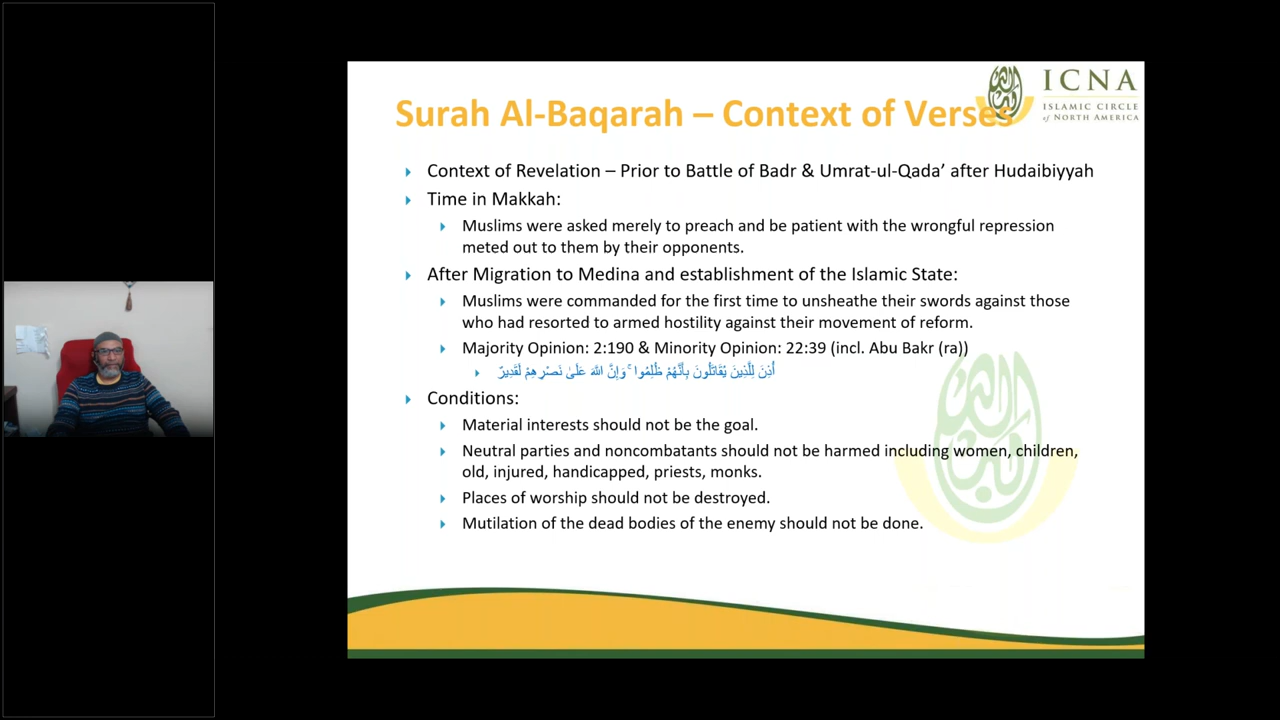 Surah Al-Baqarah – Context of Verses
ICNA
ISLAMIC CIRCLE
of NORTH AMERICA
Context of Revelation – Prior to Battle of Badr & Umrat-ul-Qada’ after Hudaibiyyah
Time in Makkah:
Muslims were asked merely to preach and be patient with the wrongful repression
meted out to them by their opponents.
After Migration to Medina and establishment of the Islamic State:
Muslims were commanded for the first time to unsheathe their swords against those
who had resorted to armed hostility against their movement of reform.
Majority Opinion: 2:190 & Minority Opinion: 22:39 (incl. Abu Bakr (ra))
أُذِنَ لِلَّذِينَ يُقَاتَلُونَ بِأَنَّهُمْ ظُلِمُوا ۚ وَإِنَّ اللَّهَ عَلَىٰ نَصْرِهِمْ لَقَدِيرٌ
Conditions:
Material interests should not be the goal.
Neutral parties and noncombatants should not be harmed including women, children,
old, injured, handicapped, priests, monks.
Places of worship should not be destroyed.
Mutilation of the dead bodies of the enemy should not be done.